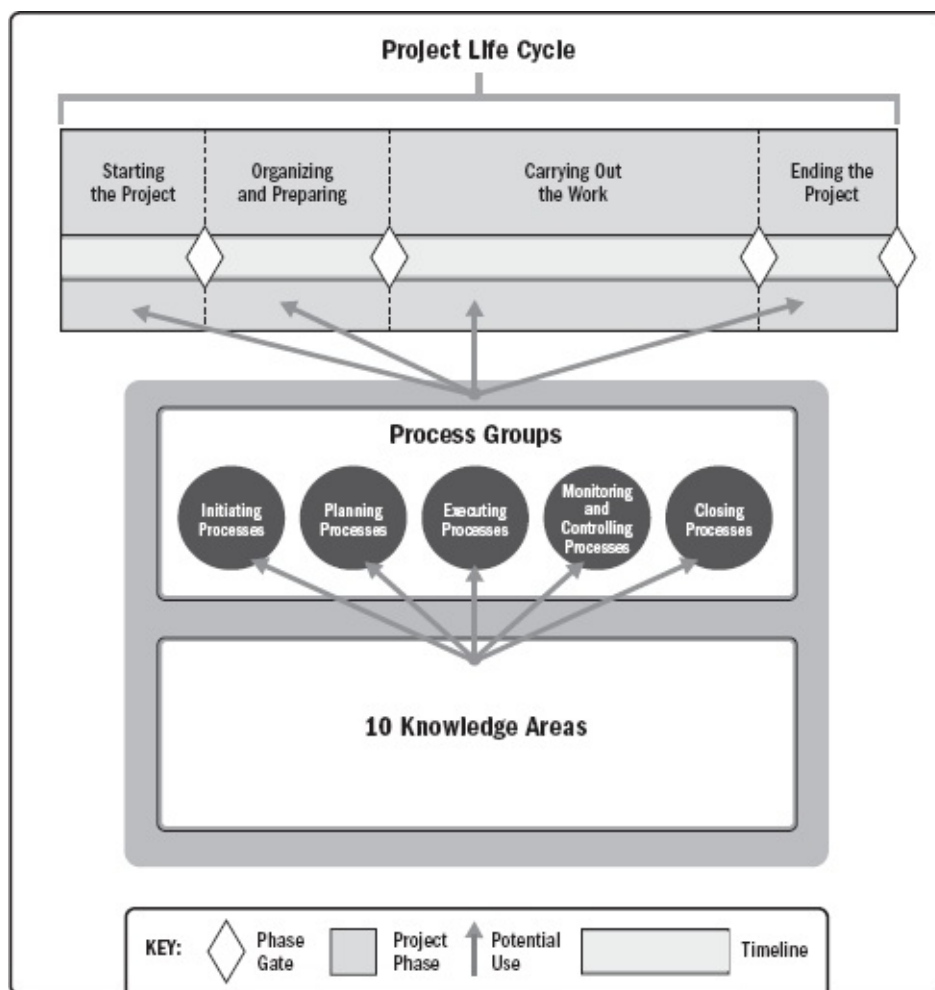 Project Life Cycle
Starting
the Project
Organizing
and Preparing
Carrying Out
the Work
Ending the
Project
Process Groups
Initiating
Processes
Planning
Processes
Executing
Processes
Monitoring
and
Controlling
Processes
Closing
Processes
10 Knowledge Areas
KEY:
Phase
Gate
Project
Phase
Potential
Use
Timeline